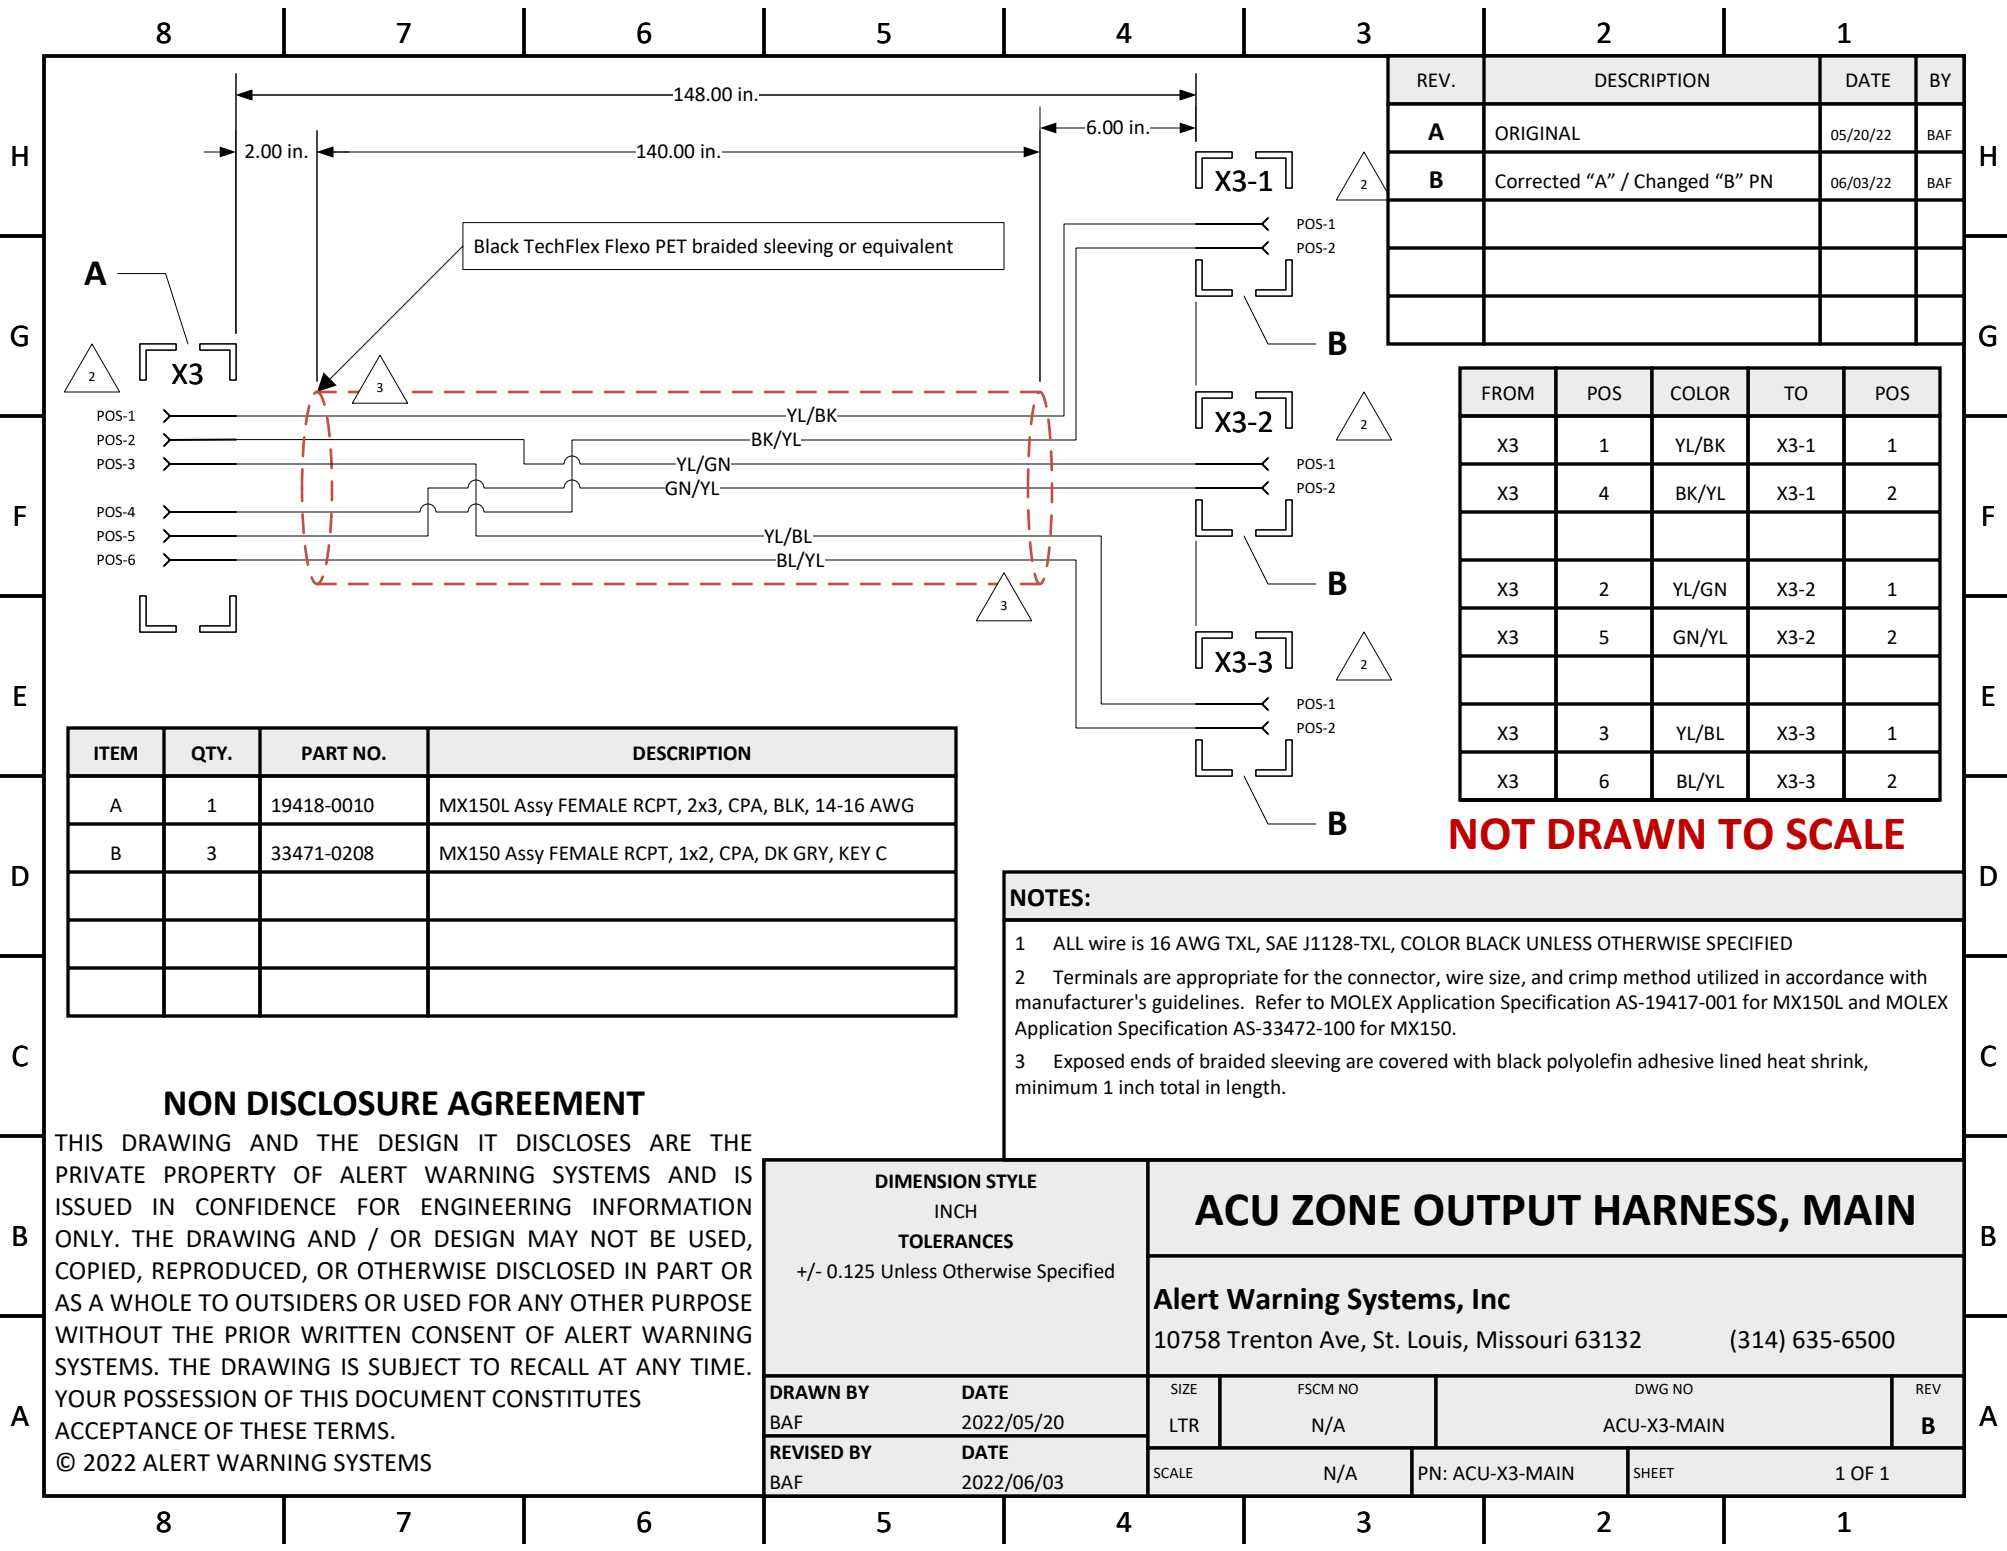 8 7 6 5 4 3 2 1
H
G
F
E
D
C
B
A
148.00 in.
6.00 in.
2.00 in.
140.00 in.
Black TechFlex Flexo PET braided sleeving or equivalent
A
2
X3
3
POS-1
POS-2
POS-3
POS-4
POS-5
POS-6
YL/BK
BK/YL
YL/GN
GN/YL
YL/BL
BL/YL
3
X3-1
2
POS-1
POS-2
B
X3-2
2
POS-1
POS-2
B
X3-3
2
POS-1
POS-2
B
REV. DESCRIPTION DATE BY
A ORIGINAL 05/20/22 BAF
B Corrected “A” / Changed “B” PN 06/03/22 BAF
FROM POS COLOR TO POS
X3 1 YL/BK X3-1 1
X3 4 BK/YL X3-1 2
X3 2 YL/GN X3-2 1
X3 5 GN/YL X3-2 2
X3 3 YL/BL X3-3 1
X3 6 BL/YL X3-3 2
NOT DRAWN TO SCALE
ITEM QTY. PART NO. DESCRIPTION
A 1 19418-0010 MX150L Assy FEMALE RCPT, 2x3, CPA, BLK, 14-16 AWG
B 3 33471-0208 MX150 Assy FEMALE RCPT, 1x2, CPA, DK GRY, KEY C
NOTES:
1 ALL wire is 16 AWG TXL, SAE J1128-TXL, COLOR BLACK UNLESS OTHERWISE SPECIFIED
2 Terminals are appropriate for the connector, wire size, and crimp method utilized in accordance with
manufacturer's guidelines. Refer to MOLEX Application Specification AS-19417-001 for MX150L and MOLEX
Application Specification AS-33472-100 for MX150.
3 Exposed ends of braided sleeving are covered with black polyolefin adhesive lined heat shrink,
minimum 1 inch total in length.
NON DISCLOSURE AGREEMENT
THIS DRAWING AND THE DESIGN IT DISCLOSES ARE THE
PRIVATE PROPERTY OF ALERT WARNING SYSTEMS AND IS
ISSUED IN CONFIDENCE FOR ENGINEERING INFORMATION
ONLY. THE DRAWING AND / OR DESIGN MAY NOT BE USED,
COPIED, REPRODUCED, OR OTHERWISE DISCLOSED IN PART OR
AS A WHOLE TO OUTSIDERS OR USED FOR ANY OTHER PURPOSE
WITHOUT THE PRIOR WRITTEN CONSENT OF ALERT WARNING
SYSTEMS. THE DRAWING IS SUBJECT TO RECALL AT ANY TIME.
YOUR POSSESSION OF THIS DOCUMENT CONSTITUTES
ACCEPTANCE OF THESE TERMS.
© 2022 ALERT WARNING SYSTEMS
DIMENSION STYLE
INCH
TOLERANCES
+/- 0.125 Unless Otherwise Specified
DRAWN BY DATE
BAF 2022/05/20
REVISED BY DATE
BAF 2022/06/03
ACU ZONE OUTPUT HARNESS, MAIN
Alert Warning Systems, Inc
10758 Trenton Ave, St. Louis, Missouri 63132 (314) 635-6500
SIZE FSCM NO DWG NO REV
LTR N/A ACU-X3-MAIN B
SCALE N/A PN: ACU-X3-MAIN SHEET 1 OF 1
H
G
F
E
D
C
B
A
8 7 6 5 4 3 2 1